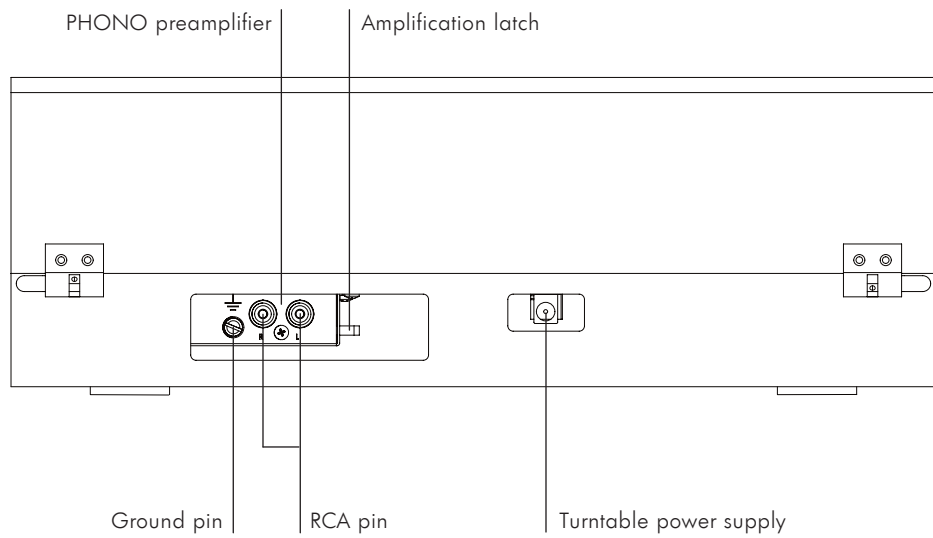 PHONO preamplifier
Amplification latch
R
L
Ground pin
RCA pin
Turntable power supply